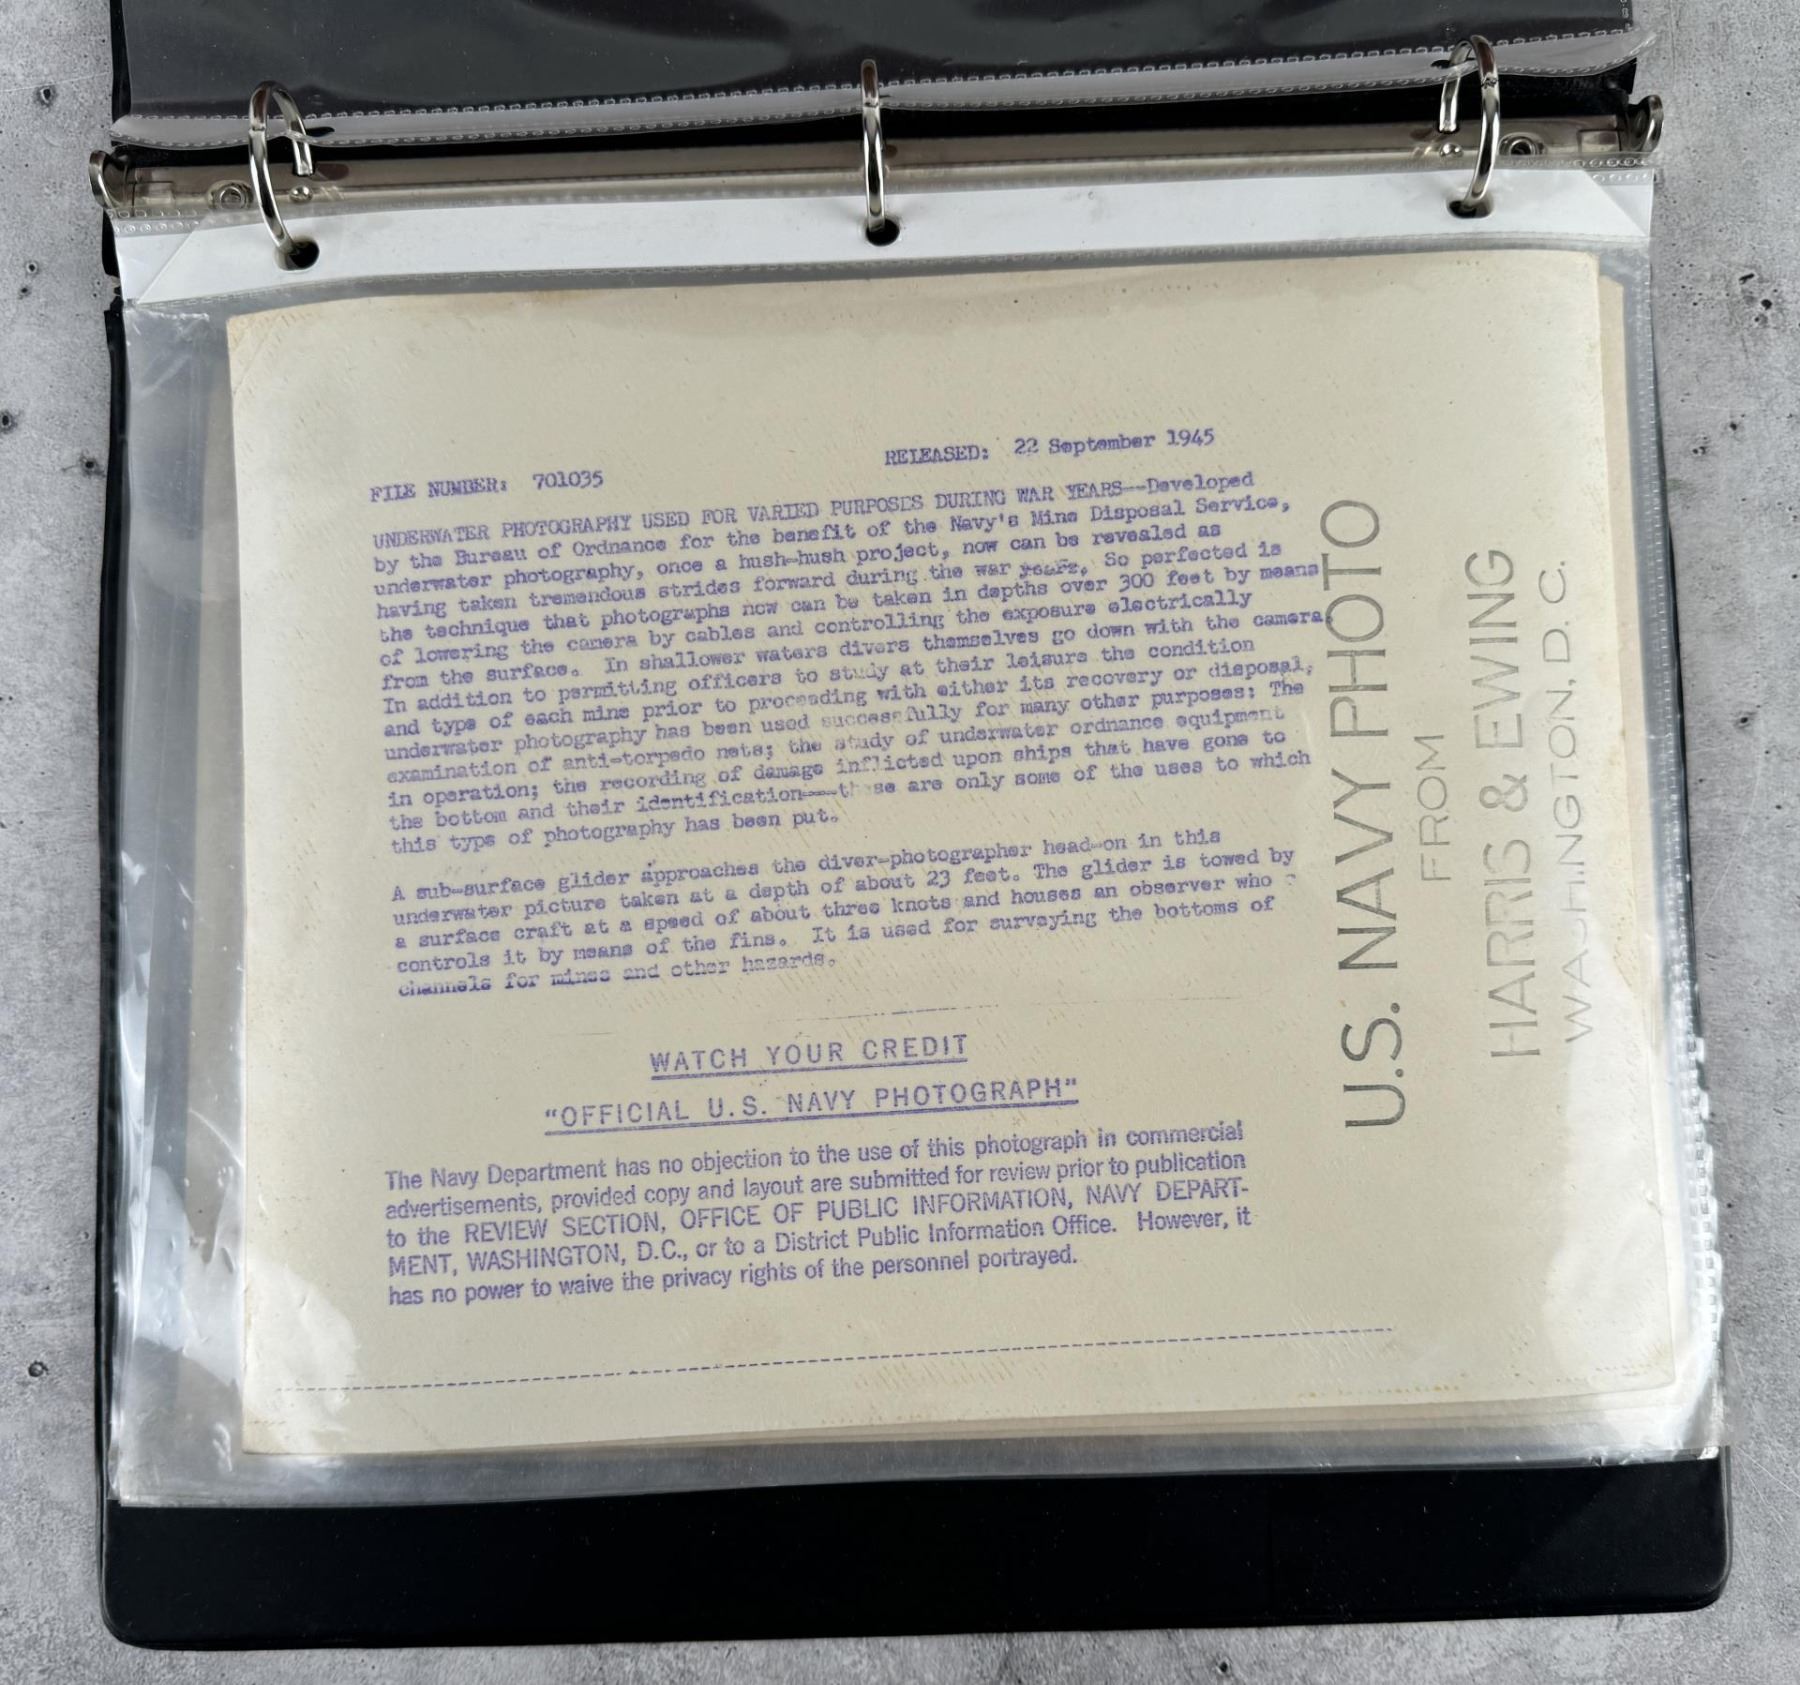 RELEASED: 22 September 1945
FILE NUMBER: 701035
UNDERWATER PHOTOGRAPHY USED FOR VARIED PURPOSES DURING WAR YEARS--Developed
by the Bureau of Ordnance for the benefit of the Navy's Mine Disposal Service,
underwater photography, once a hush-hush project, now can be revealed as
having taken tremendous strides forward during the war years. So perfected is
the technique that photographs now can be taken in depths over 300 feet by means
of lowering the camera by cables and controlling the exposure electrically
from the surface. In shallower waters divers themselves go down with the camera.
In addition to permitting officers to study at their leisure the condition
and type of each mine prior to proceeding with either its recovery or disposal,
underwater photography has been used successfully for many other purposes: The
examination of anti-torpedo nets; the study of underwater ordnance equipment
in operation; the recording of damage inflicted upon ships that have gone to
the bottom and their identification---these are only some of the uses to which
this type of photography has been put.
A sub-surface glider approaches the diver-photographer head-on in this
underwater picture taken at a depth of about 23 feet. The glider is towed by
a surface craft at a speed of about three knots and houses an observer who
controls it by means of the fins. It is used for surveying the bottoms of
channels for mines and other hazards.
WATCH YOUR CREDIT
"OFFICIAL U.S. NAVY PHOTOGRAPH"
The Navy Department has no objection to the use of this photograph in commercial
advertisements, provided copy and layout are submitted for review prior to publication
to the REVIEW SECTION, OFFICE OF PUBLIC INFORMATION, NAVY DEPART-
MENT, WASHINGTON, D.C., or to a District Public Information Office. However, it
has no power to waive the privacy rights of the personnel portrayed.
U.S. NAVY PHOTO
FROM
HARRIS & EWING
WASHINGTON, D.C.